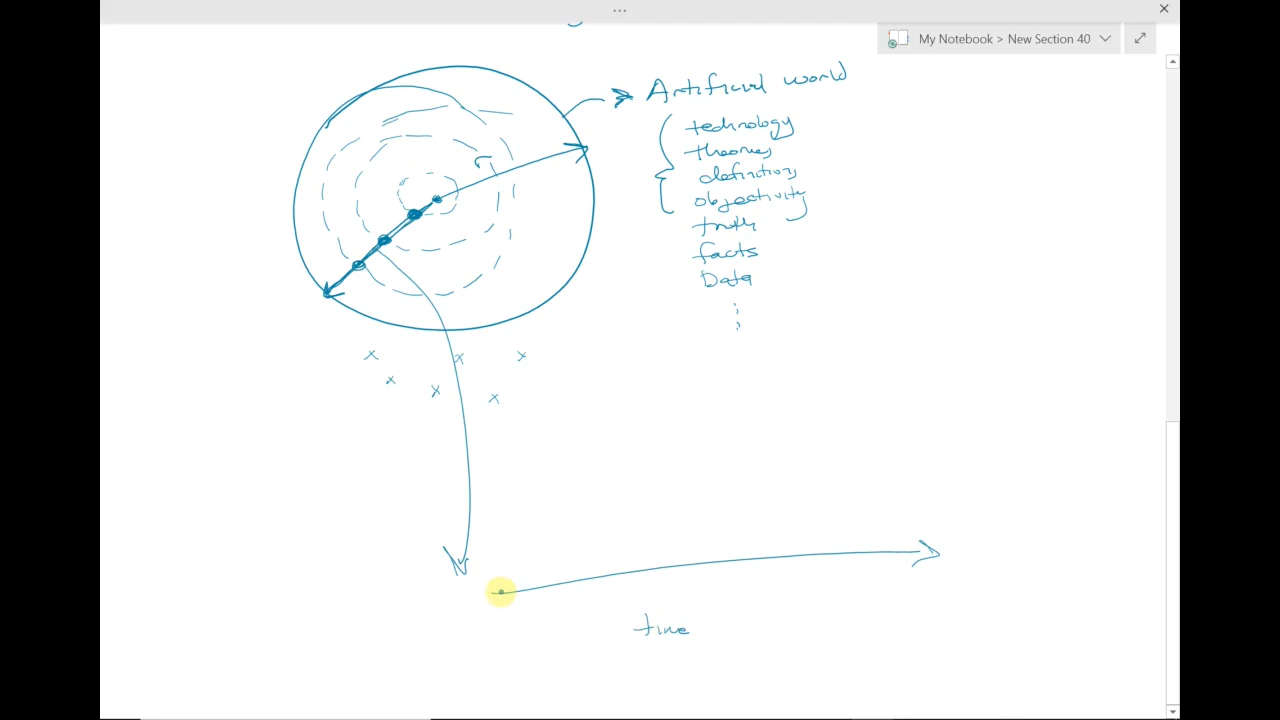 My Notebook > New Section 40
Artificial world
technology
theories
definitions
objectivity
truth
facts
Data
r
x x x
x x x
time